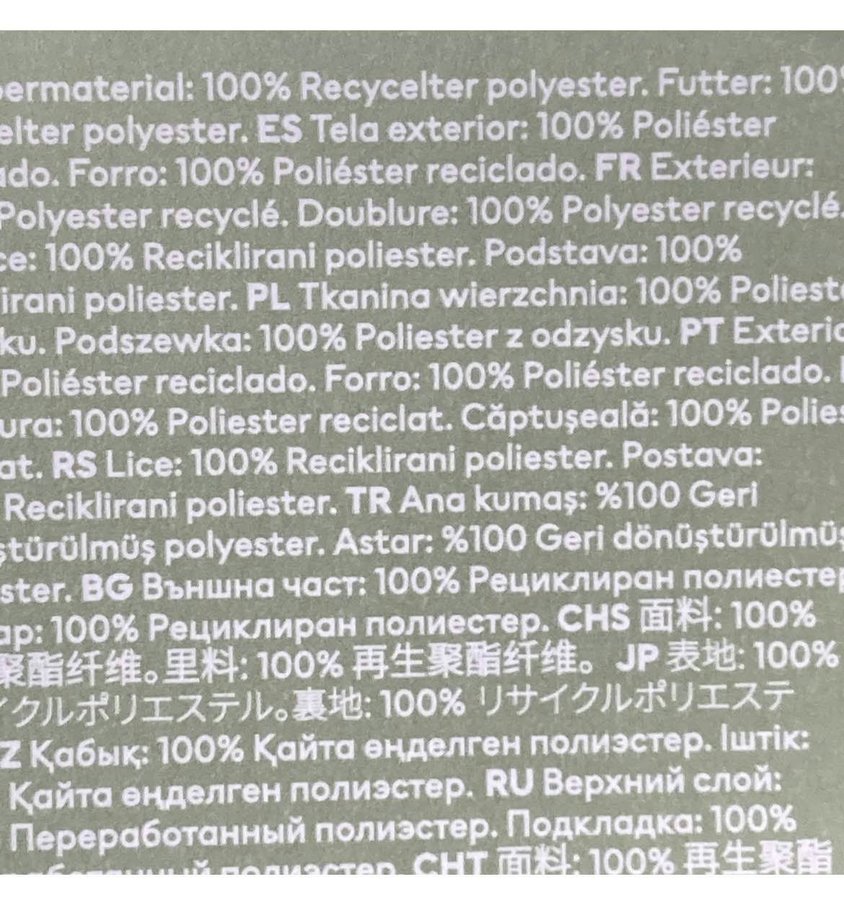 ermaterial: 100% Recycelter polyester. Futter: 100%
elter polyester. ES Tela exterior: 100% Poliéster
ado. Forro: 100% Poliéster reciclado. FR Exterieur:
Polyester recyclé. Doublure: 100% Polyester recyclé.
ce: 100% Reciklirani poliester. Podstava: 100%
irani poliester. PL Tkanina wierzchnia: 100% Polieste
ku. Podszewka: 100% Poliester z odzysku. PT Exterio
Poliéster reciclado. Forro: 100% Poliéster reciclado.
ura: 100% Poliester reciclat. Căptușeală: 100% Polies
at. RS Lice: 100% Reciklirani poliester. Postava:
Reciklirani poliester. TR Ana kumaş: %100 Geri
ştürülmüş polyester. Astar: %100 Geri dönüştürülmüş
ster. BG Външна част: 100% Рециклиран полиестер
ар: 100% Рециклиран полиестер. CHS 面料: 100%
聚酯纤维。里料: 100% 再生聚酯纤维。 JP 表地: 100%
イクルポリエステル。裏地: 100% リサイクルポリエステ
Z Қабық: 100% Қайта өңделген полиэстер. Іштік:
Қайта өңделген полиэстер. RU Верхний слой:
Переработанный полиэстер. Подкладка: 100%
работанный полиэстер. CHT 面料: 100% 再生聚酯